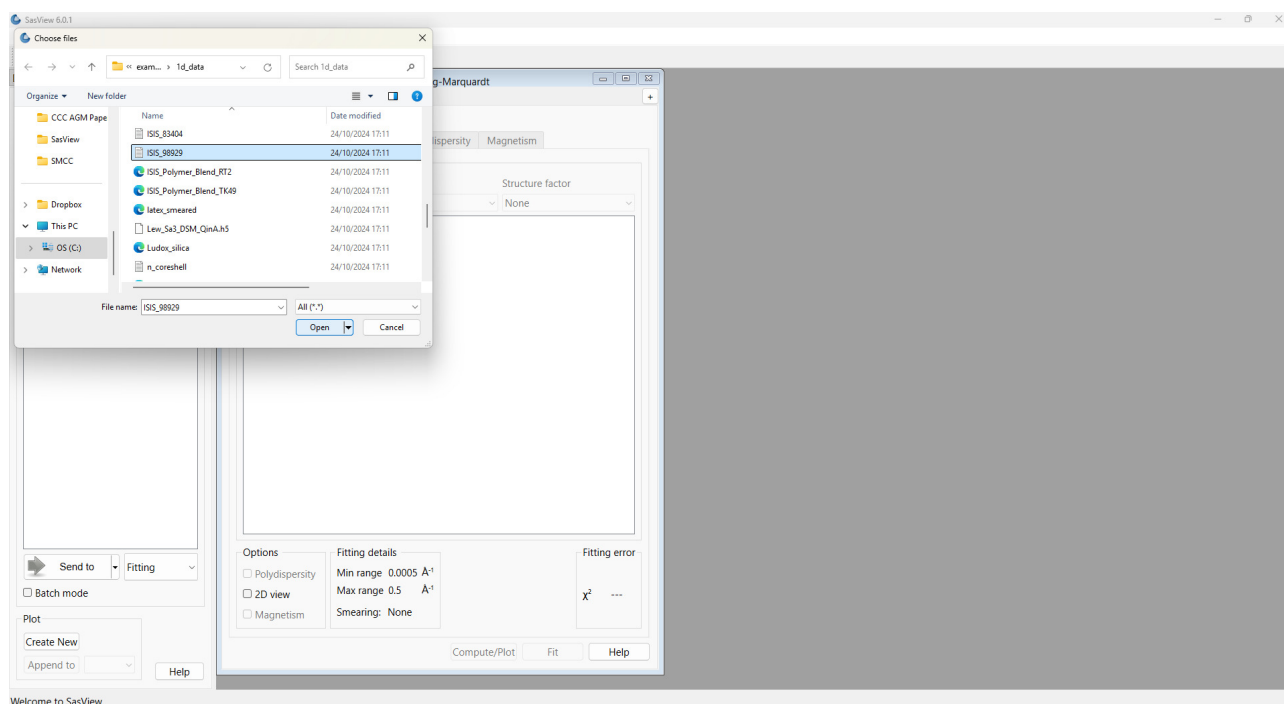 SasView 6.0.1
Choose files
« exam... › 1d_data
Search 1d_data
Organize
New folder
Name
Date modified
CCC AGM Pape
SasView
SMCC
Dropbox
This PC
OS (C:)
Network
ISIS_83404 24/10/2024 17:11
ISIS_98929 24/10/2024 17:11
ISIS_Polymer_Blend_RT2 24/10/2024 17:11
ISIS_Polymer_Blend_TK49 24/10/2024 17:11
latex_smeared 24/10/2024 17:11
Lew_Sa3_DSM_QinA.h5 24/10/2024 17:11
Ludox_silica 24/10/2024 17:11
n_coreshell 24/10/2024 17:11
File name: ISIS_98929
All (*.*)
Open
Cancel
g-Marquardt
+
ispersity Magnetism
Structure factor
None
Send to
Fitting
Batch mode
Plot
Create New
Append to
Help
Options
Polydispersity
2D view
Magnetism
Fitting details
Min range 0.0005 Å-1
Max range 0.5 Å-1
Smearing: None
Fitting error
χ² ---
Compute/Plot Fit Help
Welcome to SasView